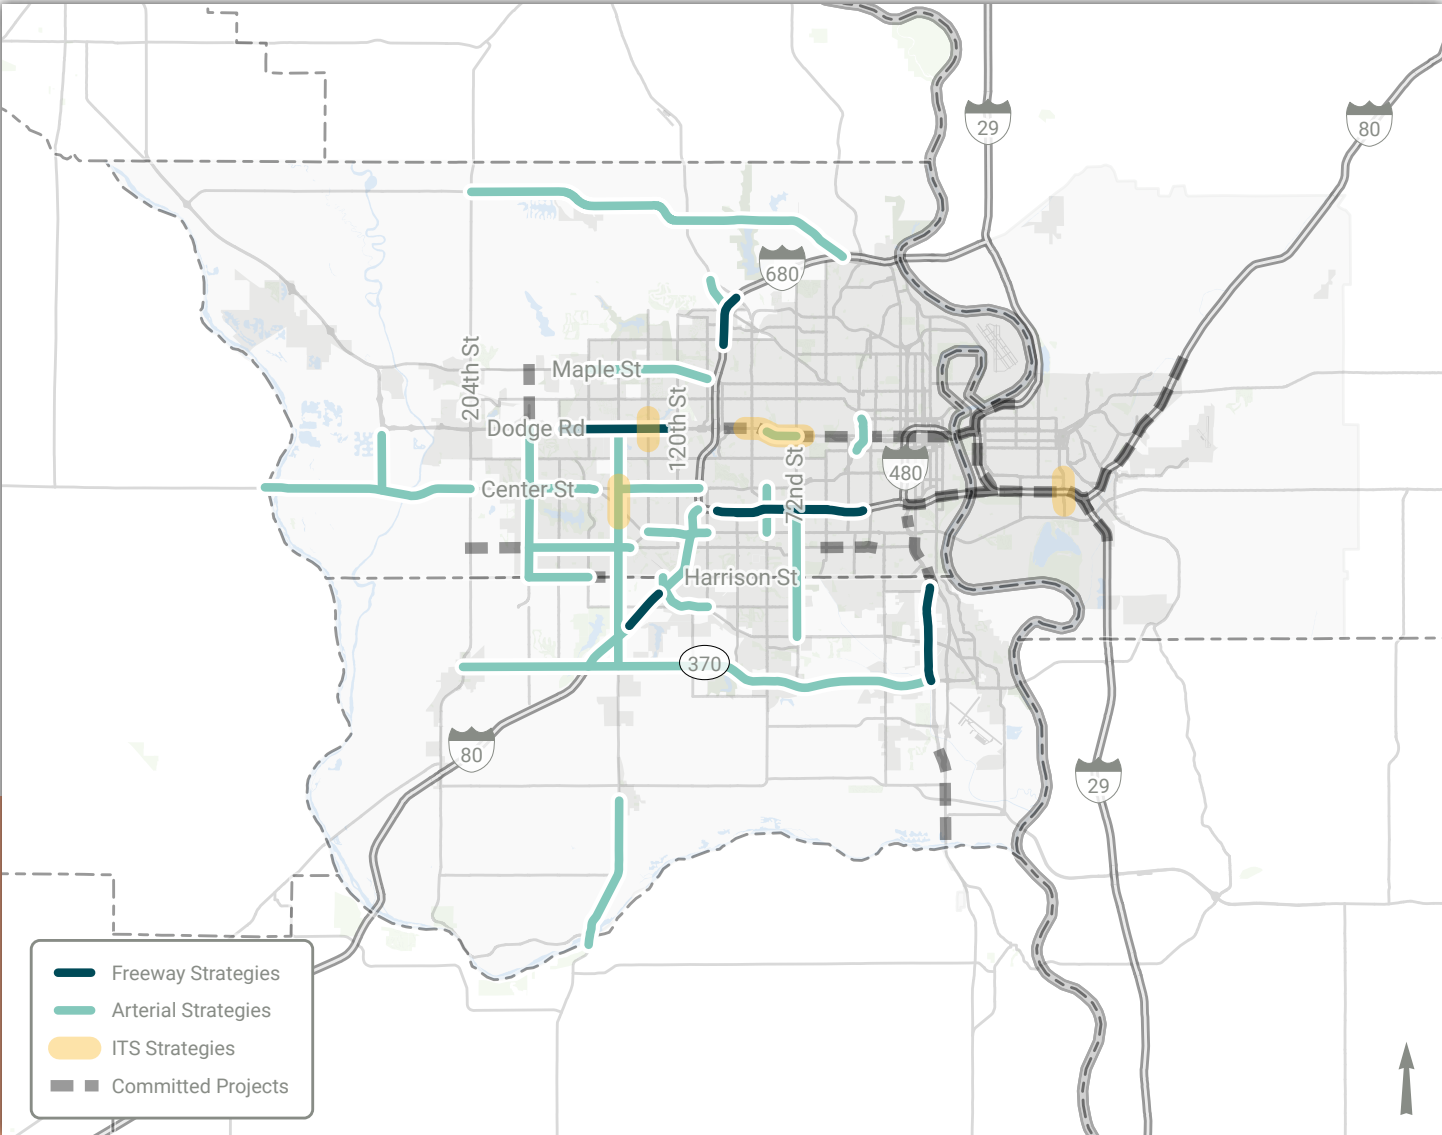 29
80
680
204th St
Maple St
120th St
Dodge Rd
72nd St
480
Center St
Harrison St
370
80
29
Freeway Strategies
Arterial Strategies
ITS Strategies
Committed Projects